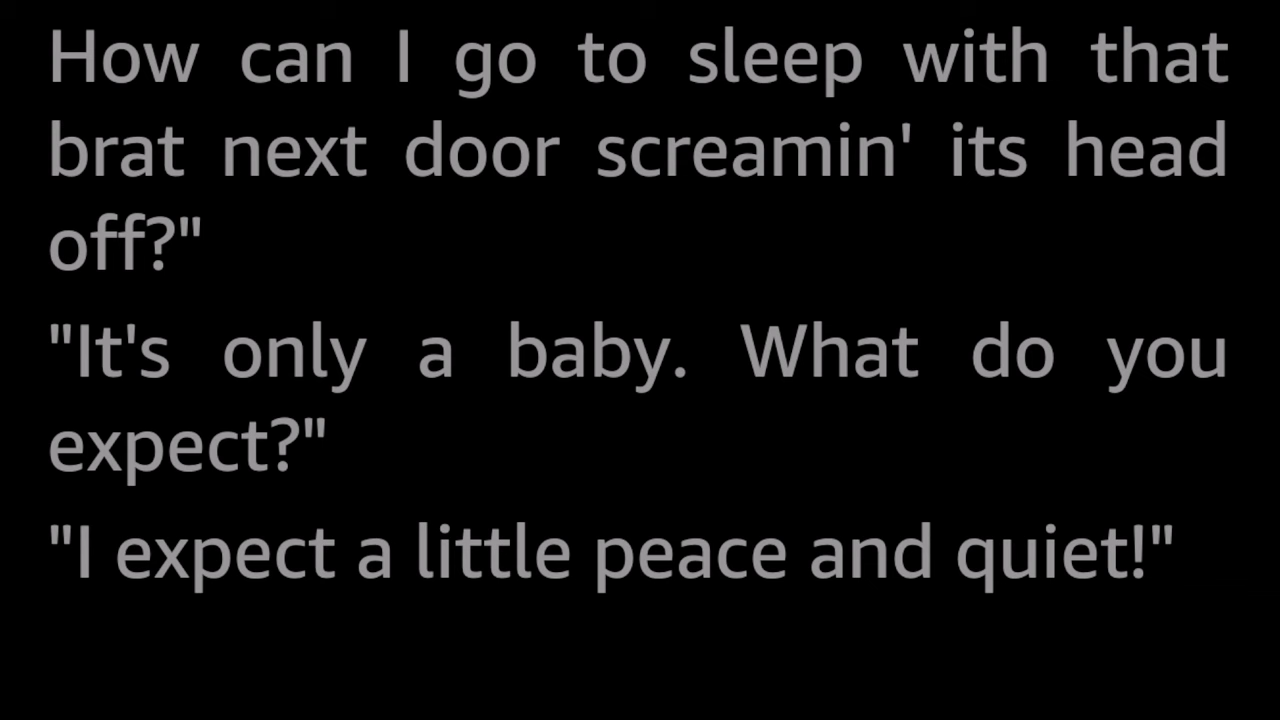 How can I go to sleep with that
brat next door screamin' its head
off?"
"It's only a baby. What do you
expect?"
"I expect a little peace and quiet!"